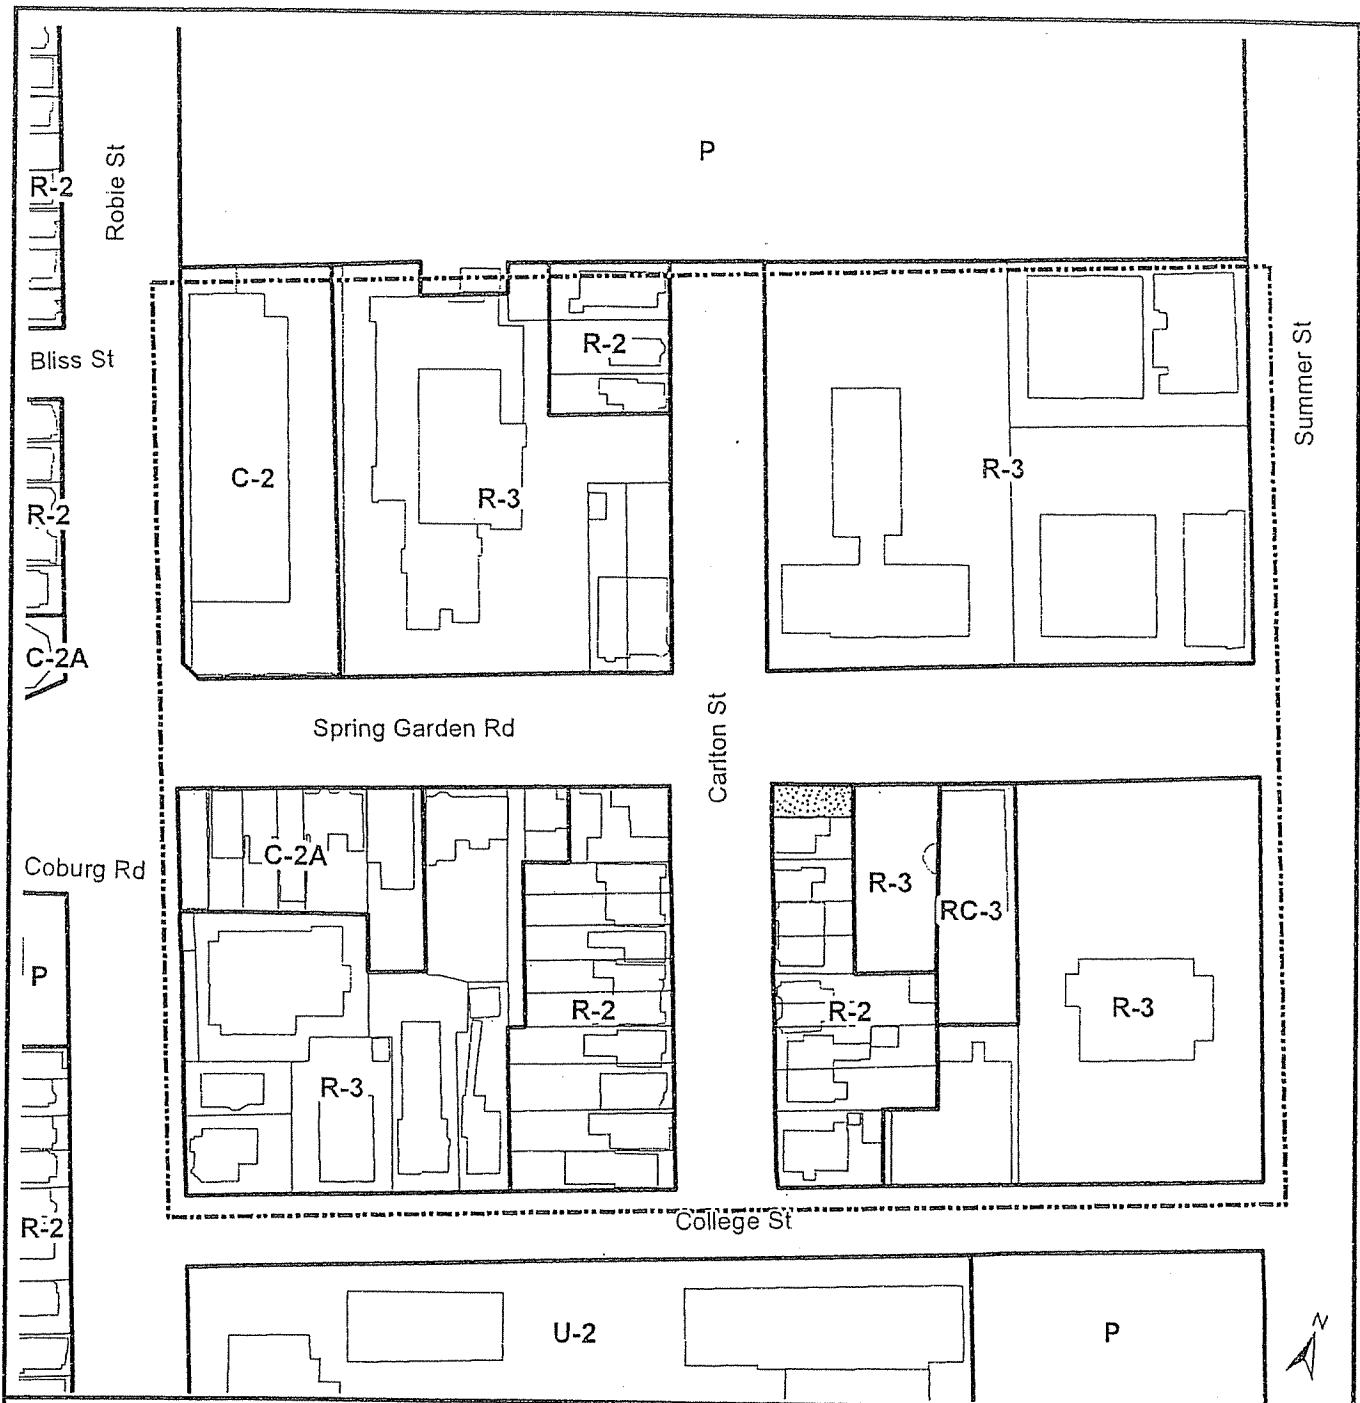 P
R-2
Robie St
Bliss St
R-2
Summer St
C-2
R-3
R-3
R-2
C-2A
Spring Garden Rd
Carlton St
C-2A
Coburg Rd
R-3
RC-3
P
R-2
R-2
R-3
R-3
R-2
College St
U-2
P
N